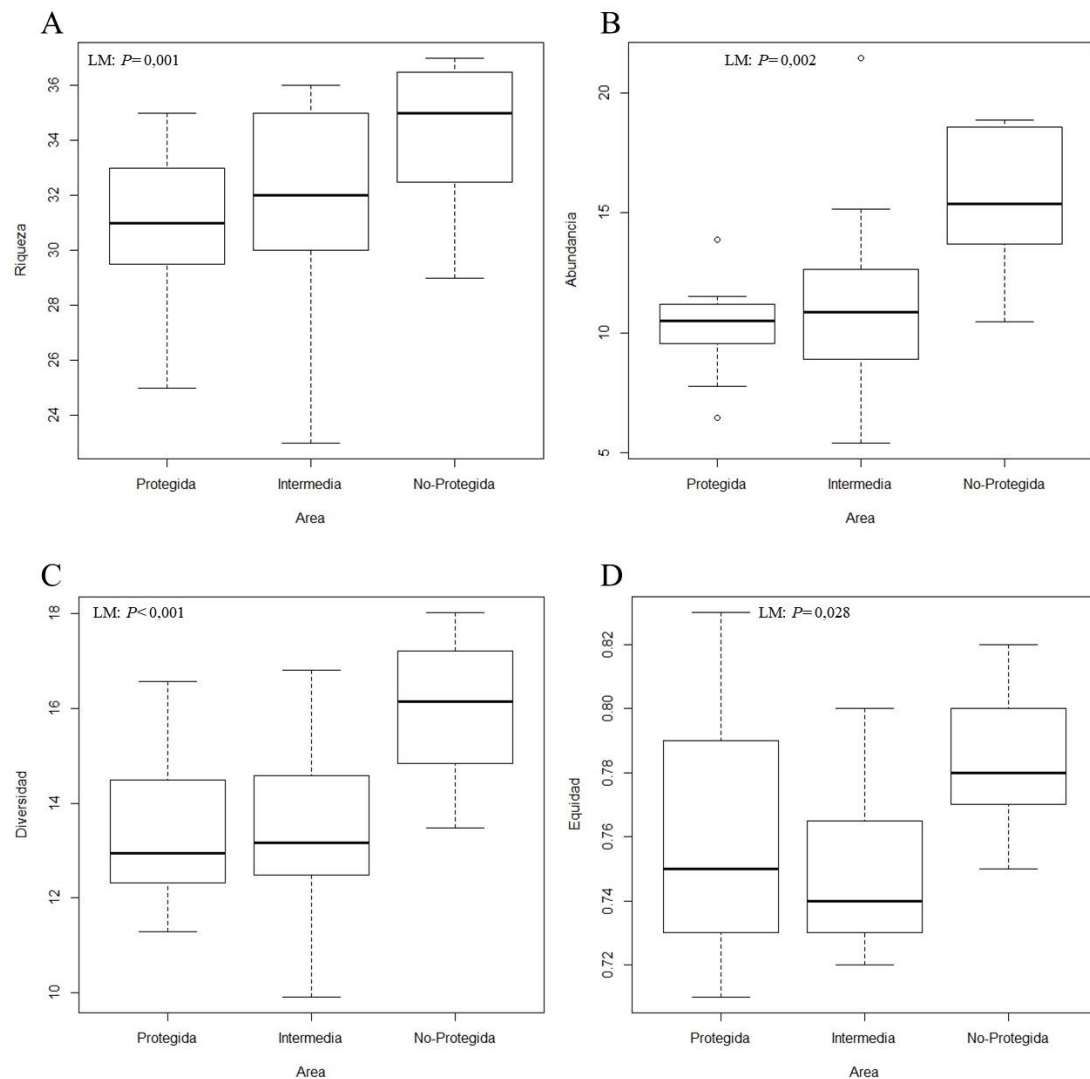 A
LM: P=0,001
Riqueza
36
34
32
30
28
26
24
Protegida Intermedia No-Protegida
Area
B
LM: P=0,002
Abundancia
20
15
10
5
Protegida Intermedia No-Protegida
Area
C
LM: P<0,001
Diversidad
18
16
14
12
10
Protegida Intermedia No-Protegida
Area
D
LM: P=0,028
Equidad
0.82
0.80
0.78
0.76
0.74
0.72
Protegida Intermedia No-Protegida
Area